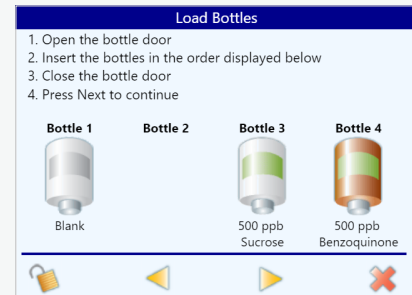 Load Bottles
1. Open the bottle door
2. Insert the bottles in the order displayed below
3. Close the bottle door
4. Press Next to continue
Bottle 1 Bottle 2 Bottle 3 Bottle 4
Blank 500 ppb 500 ppb
Sucrose Benzoquinone